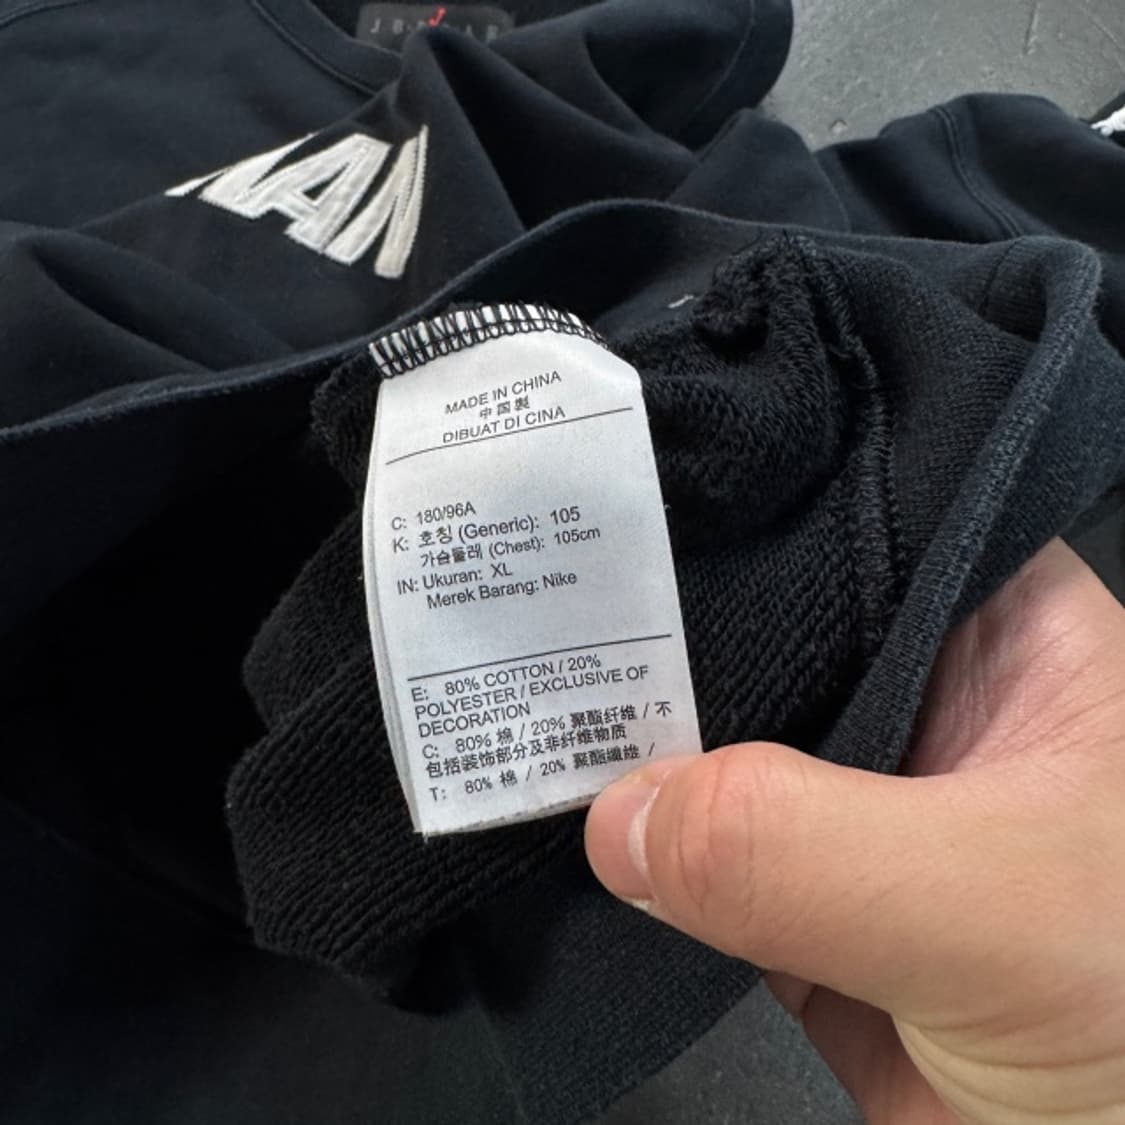 MADE IN CHINA
中国製
DIBUAT DI CINA
C: 180/96A
K: 호칭 (Generic): 105
가슴둘레 (Chest): 105cm
IN: Ukuran: XL
Merek Barang: Nike
E: 80% COTTON / 20%
POLYESTER / EXCLUSIVE OF
DECORATION
C: 80% 棉 / 20% 聚酯纤维 / 不
包括装饰部分及非纤维物质
T: 80% 棉 / 20% 聚酯纖維 /